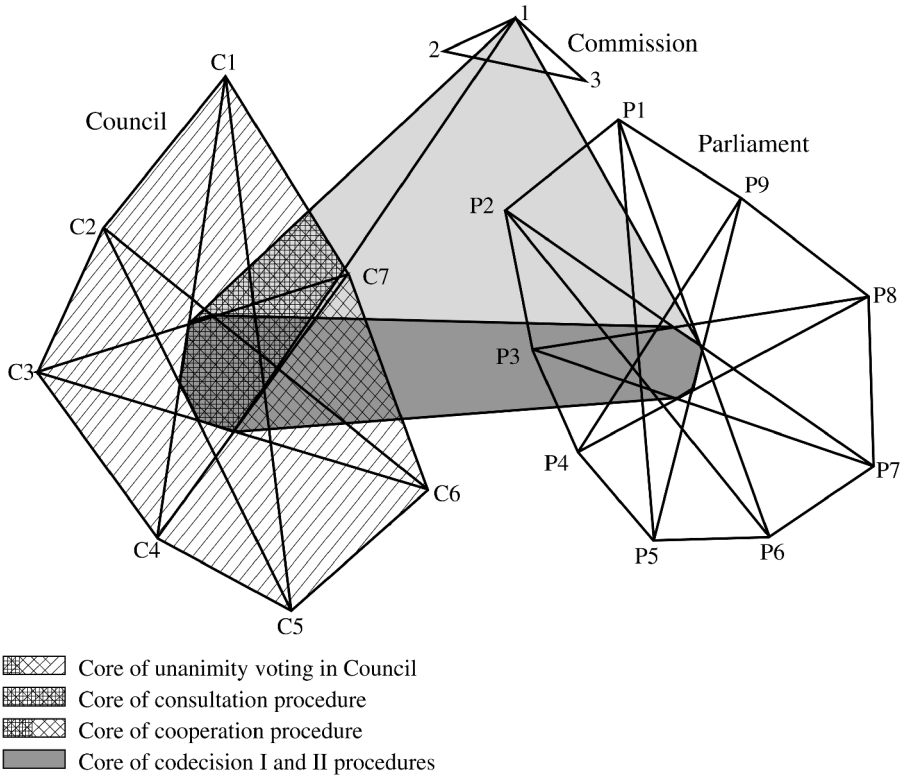 1
2
Commission
3
C1
Council
P1
Parliament
P9
P2
C2
C7
P8
P3
C3
P4
P7
C6
C4
P5
P6
C5
Core of unanimity voting in Council
Core of consultation procedure
Core of cooperation procedure
Core of codecision I and II procedures